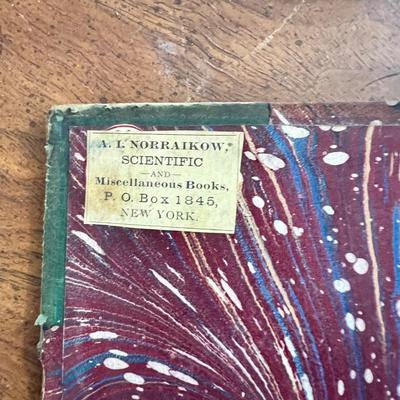 A. I. NORRAIKOW,
SCIENTIFIC
—AND—
Miscellaneous Books,
P. O. Box 1845,
NEW YORK.